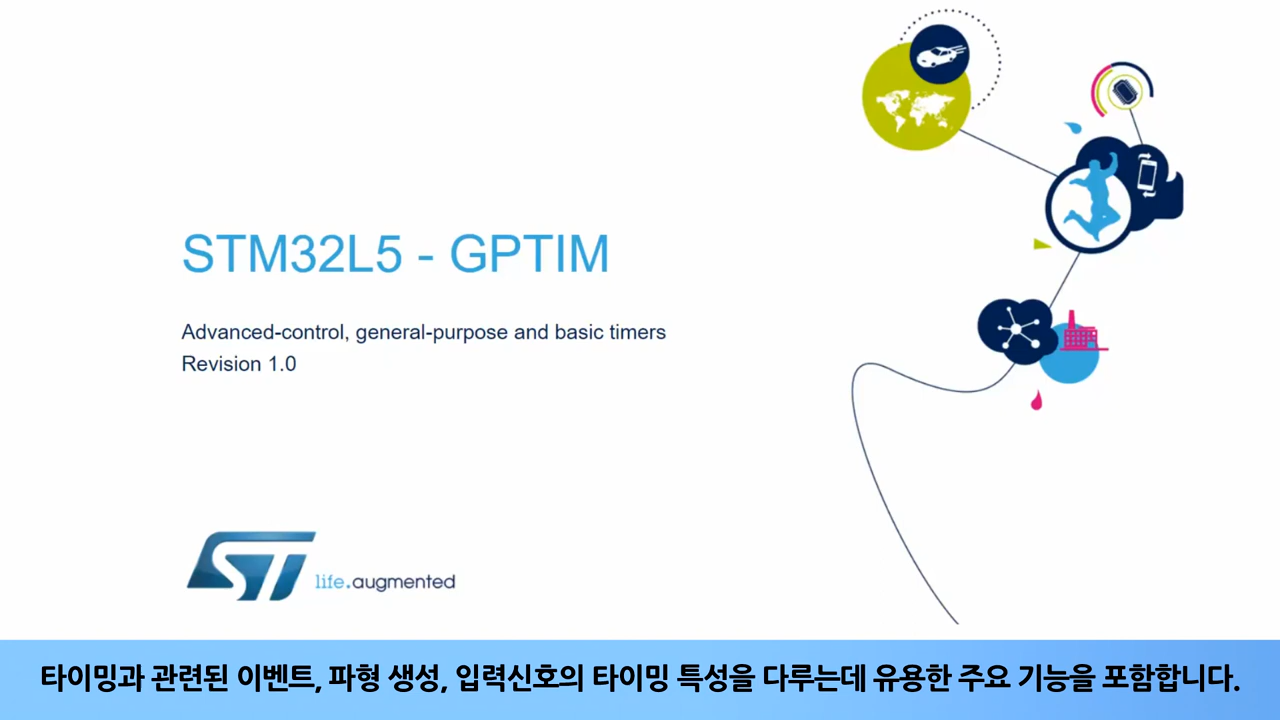 STM32L5 - GPTIM
Advanced-control, general-purpose and basic timers
Revision 1.0
ST
life.augmented
타이밍과 관련된 이벤트, 파형 생성, 입력신호의 타이밍 특성을 다루는데 유용한 주요 기능을 포함합니다.